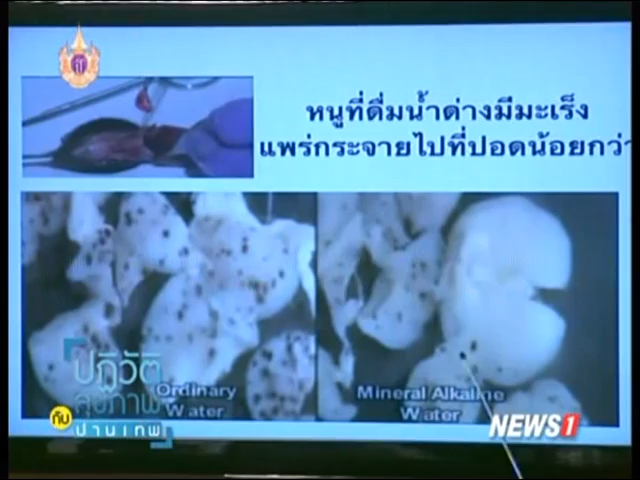 หนูที่ดื่มน้ำด่างมีมะเร็ง
แพร่กระจายไปที่ปอดน้อยกว่า
Ordinary
Water
Mineral Alkaline
Water
ปฏิวัติ
สุขภาพ
กับ
ปานเทพ
NEWS1